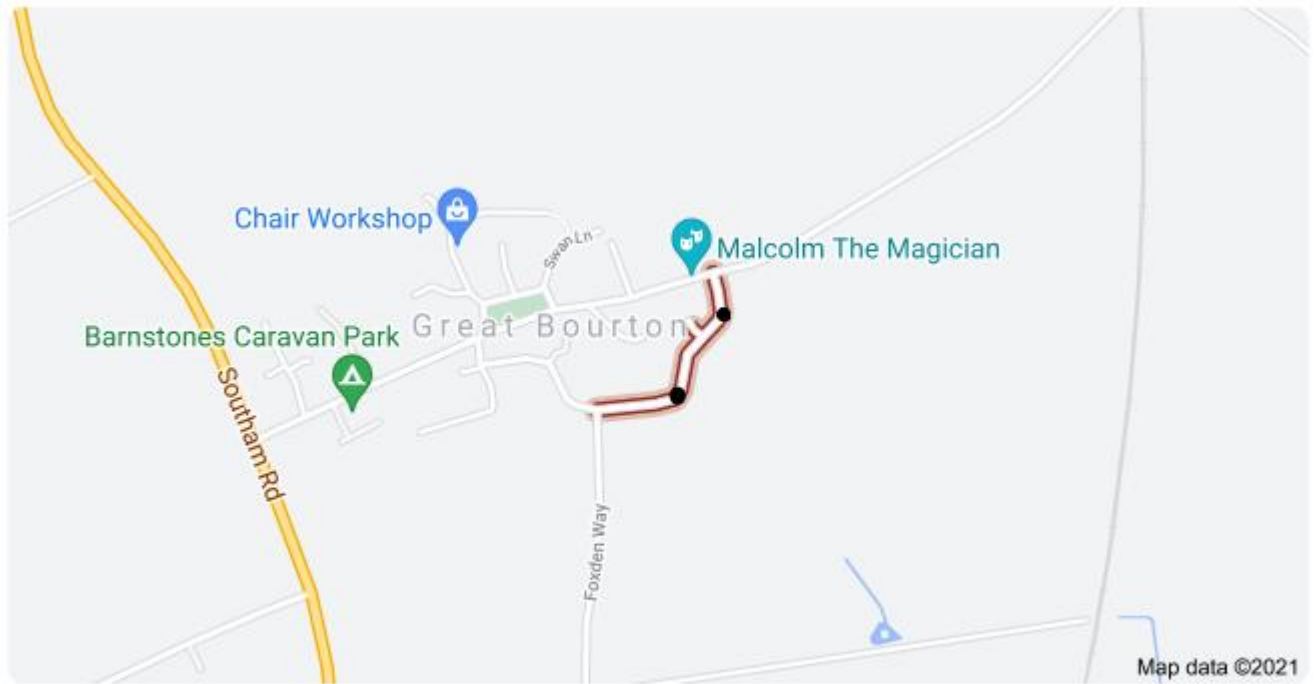 Chair Workshop
Swan Ln
Malcolm The Magician
Great Bourton
Barnstones Caravan Park
Southam Rd
Foxden Way
Map data ©2021